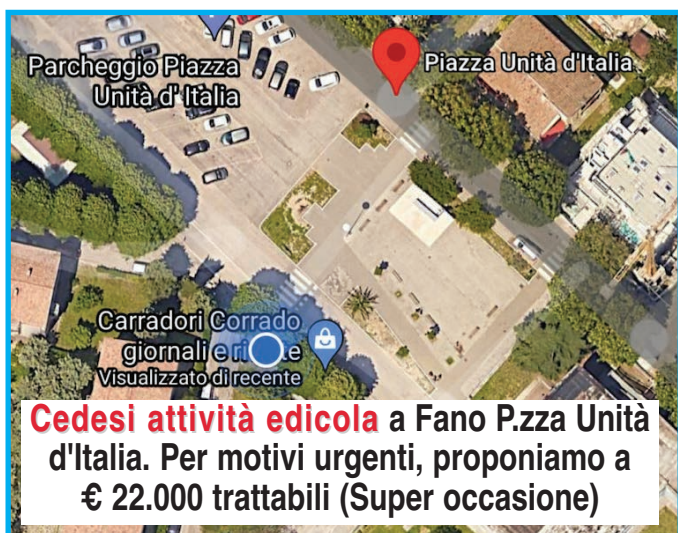 Parcheggio Piazza
Unità d' Italia
Piazza Unità d'Italia
Carradori Corrado
giornali e
Visualizzato di recente
Cedesi attività edicola a Fano P.zza Unità
d'Italia. Per motivi urgenti, proponiamo a
€ 22.000 trattabili (Super occasione)